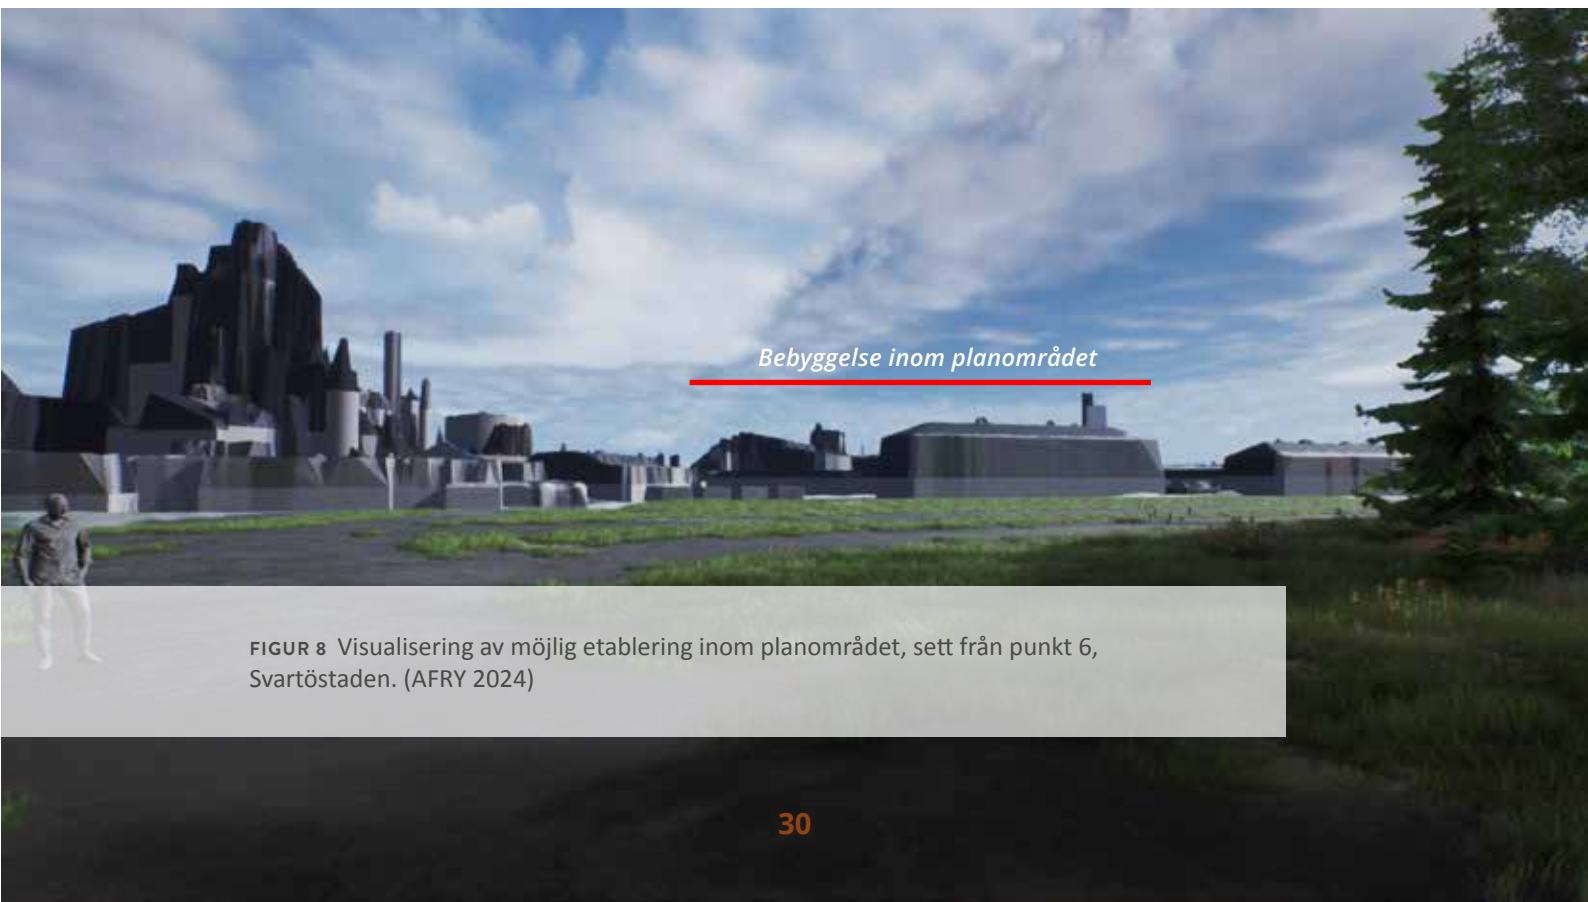 Bebyggelse inom planområdet
FIGUR 8 Visualisering av möjlig etablering inom planområdet, sett från punkt 6,
Svartöstaden. (AFRY 2024)
30